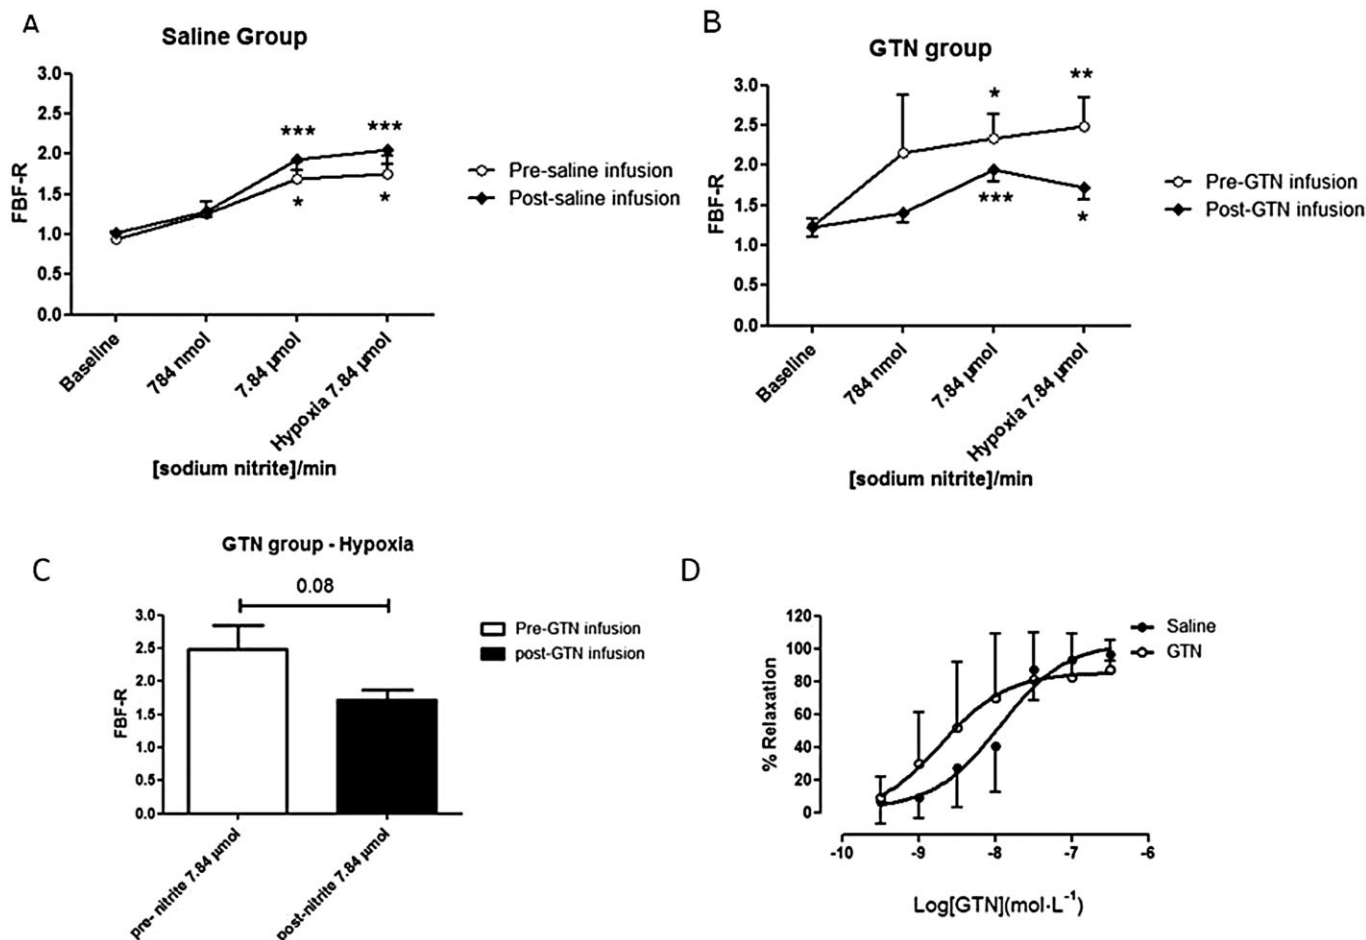 A
Saline Group
3.0
2.5
2.0
1.5
1.0
0.5
0.0
FBF-R
***
***
*
*
Baseline
784 nmol
7.84 µmol
Hypoxia 7.84 µmol
[sodium nitrite]/min
Pre-saline infusion
Post-saline infusion
B
GTN group
3.0
2.5
2.0
1.5
1.0
0.5
0.0
FBF-R
*
**
***
*
Baseline
784 nmol
7.84 µmol
Hypoxia 7.84 µmol
[sodium nitrite]/min
Pre-GTN infusion
Post-GTN infusion
C
GTN group - Hypoxia
0.08
3.0
2.5
2.0
1.5
1.0
0.5
0.0
FBF-R
pre- nitrite 7.84 µmol
post-nitrite 7.84 µmol
Pre-GTN infusion
post-GTN infusion
D
120
100
80
60
40
20
0
% Relaxation
-10 -9 -8 -7 -6
Log[GTN](mol·L⁻¹)
Saline
GTN